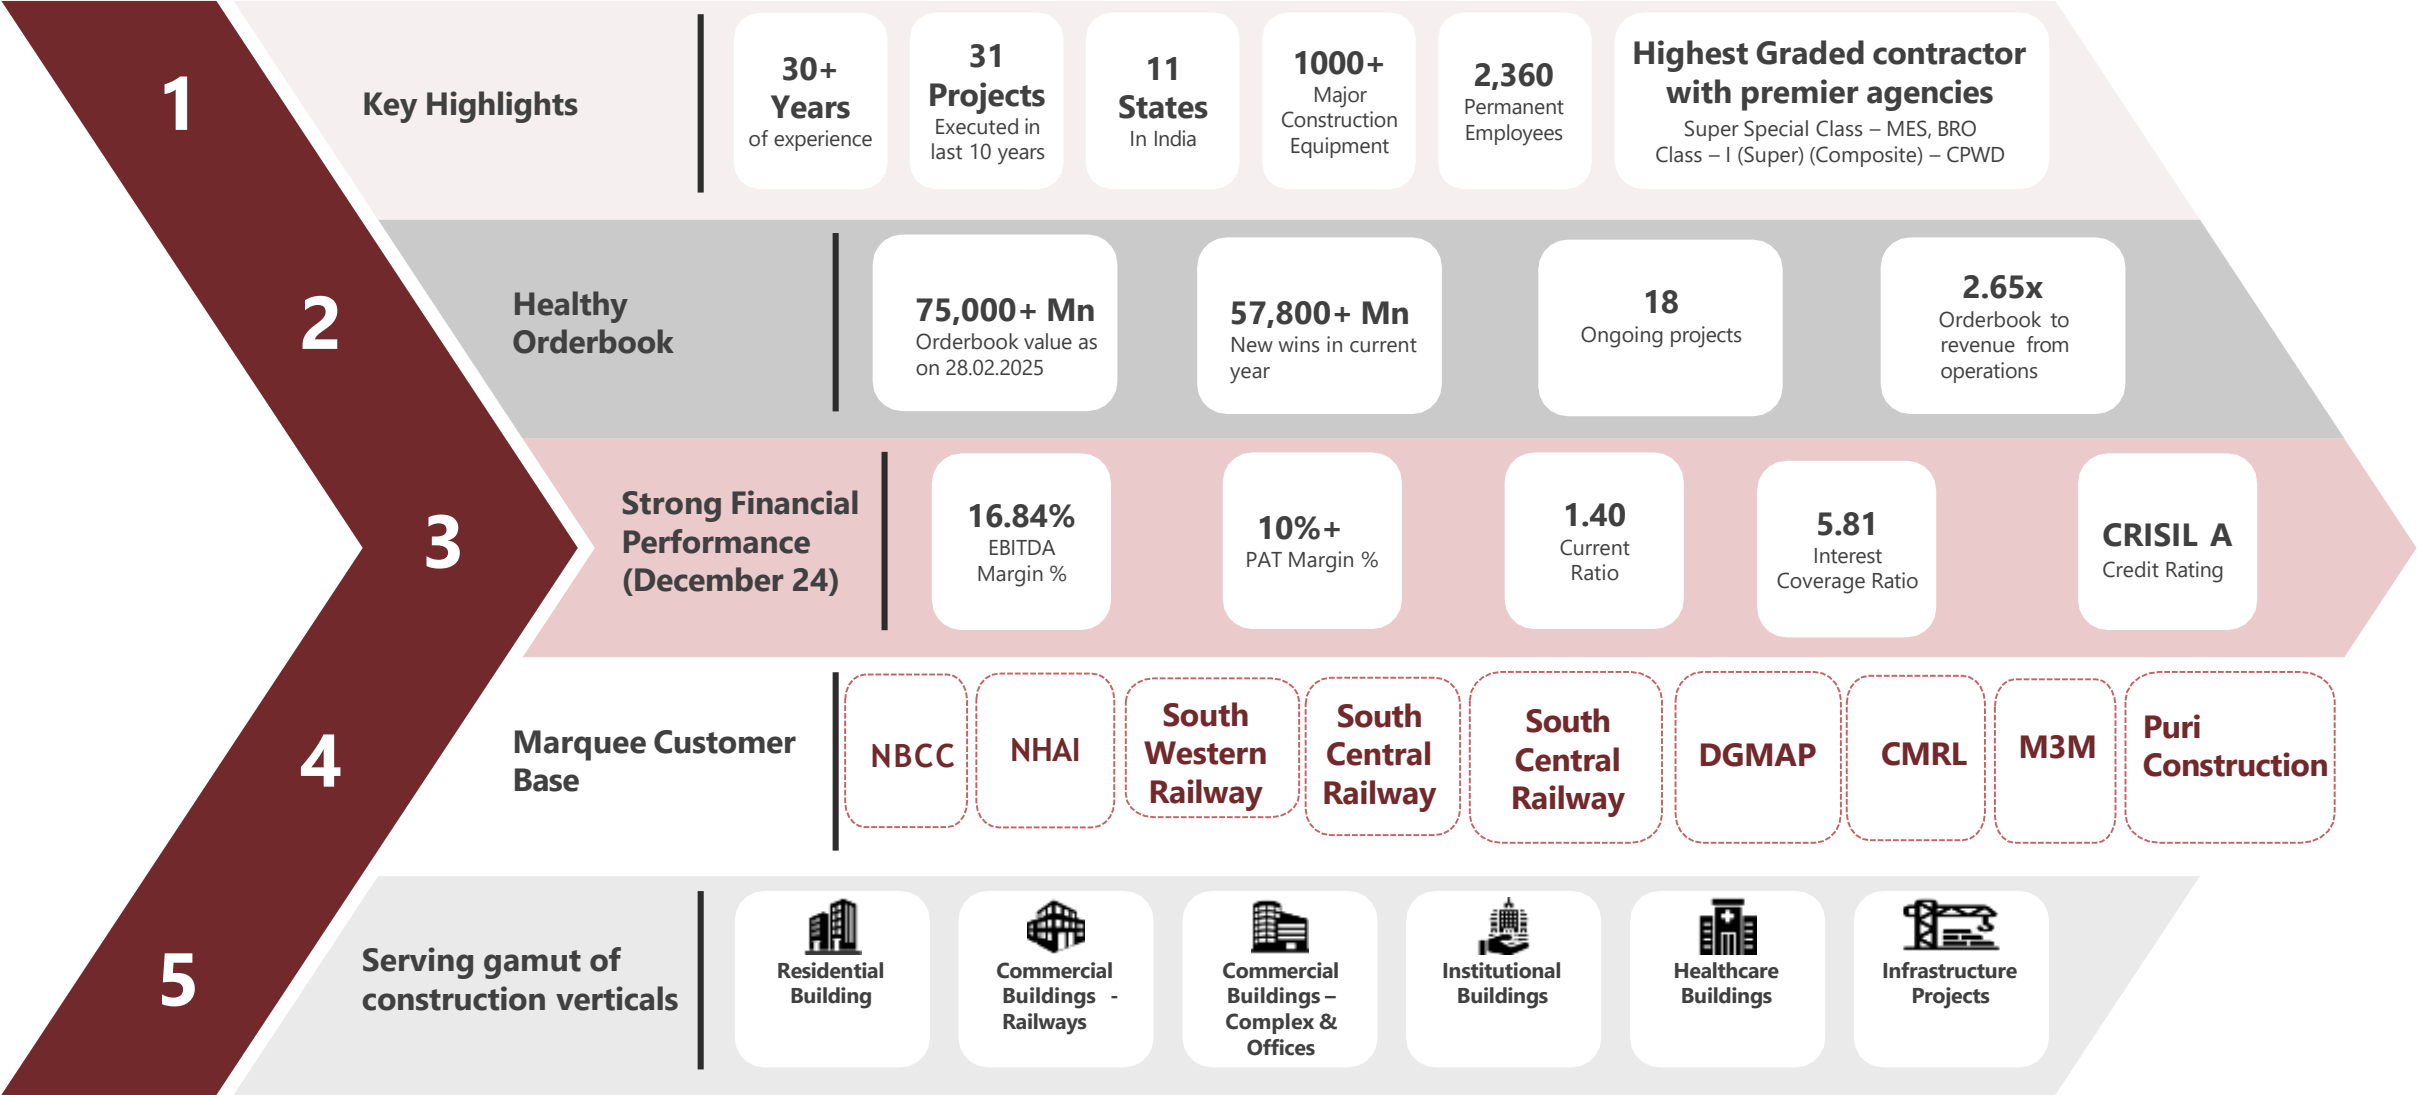 1
Key Highlights
30+
Years
of experience
31
Projects
Executed in
last 10 years
11
States
In India
1000+
Major
Construction
Equipment
2,360
Permanent
Employees
Highest Graded contractor
with premier agencies
Super Special Class – MES, BRO
Class – I (Super) (Composite) – CPWD
2
Healthy
Orderbook
75,000+ Mn
Orderbook value as
on 28.02.2025
57,800+ Mn
New wins in current
year
18
Ongoing projects
2.65x
Orderbook to
revenue from
operations
3
Strong Financial
Performance
(December 24)
16.84%
EBITDA
Margin %
10%+
PAT Margin %
1.40
Current
Ratio
5.81
Interest
Coverage Ratio
CRISIL A
Credit Rating
4
Marquee Customer
Base
NBCC
NHAI
South
Western
Railway
South
Central
Railway
South
Central
Railway
DGMAP
CMRL
M3M
Puri
Construction
5
Serving gamut of
construction verticals
Residential
Building
Commercial
Buildings -
Railways
Commercial
Buildings –
Complex &
Offices
Institutional
Buildings
Healthcare
Buildings
Infrastructure
Projects